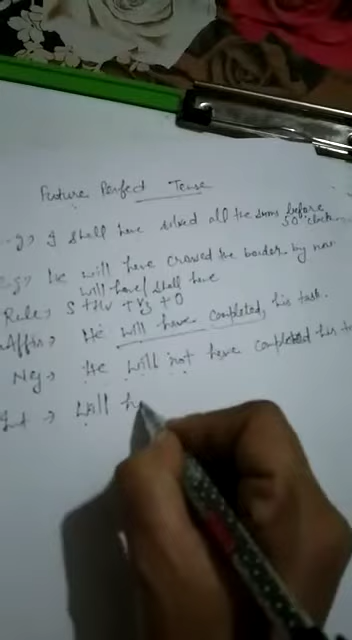 Future Perfect Tense
e.g> I shall have solved all the sums before 5 O'clock
e.g> He will have crossed the border by now
will have/ shall have
Rule: S + Hv + V3 + O
Affir: He will have completed, his task.
Neg → He will not have completed his
Int → Will h